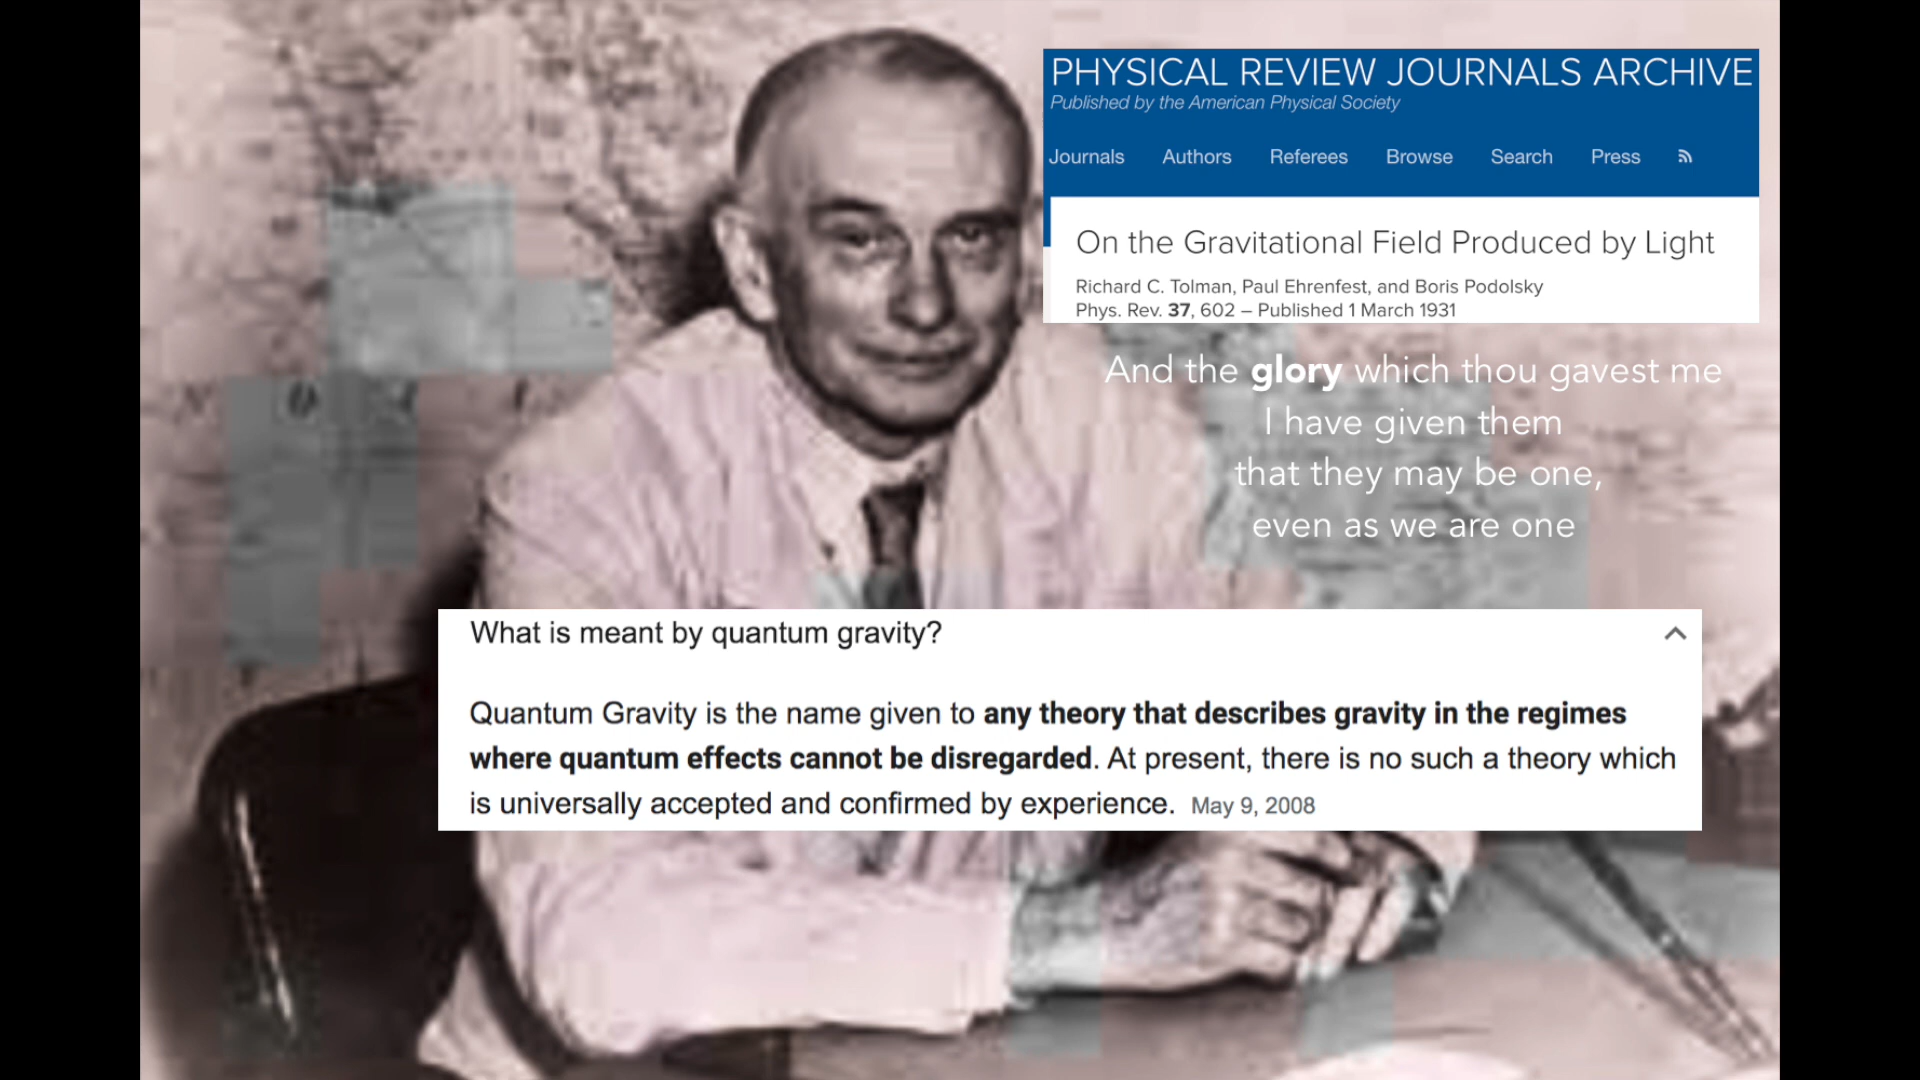 PHYSICAL REVIEW JOURNALS ARCHIVE
Published by the American Physical Society
Journals Authors Referees Browse Search Press
On the Gravitational Field Produced by Light
Richard C. Tolman, Paul Ehrenfest, and Boris Podolsky
Phys. Rev. 37, 602 – Published 1 March 1931
And the glory which thou gavest me
I have given them
that they may be one,
even as we are one
What is meant by quantum gravity?
Quantum Gravity is the name given to any theory that describes gravity in the regimes
where quantum effects cannot be disregarded. At present, there is no such a theory which
is universally accepted and confirmed by experience. May 9, 2008